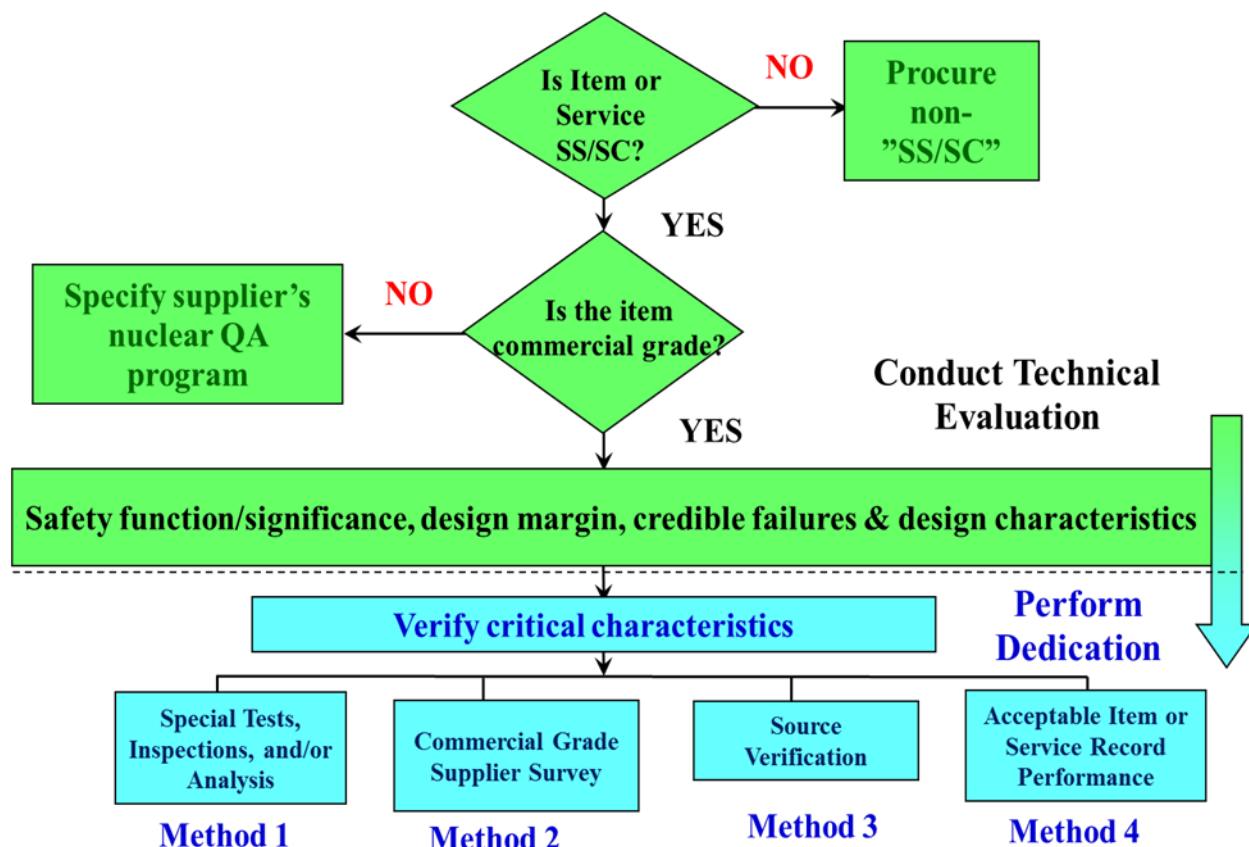 Is Item or
Service
SS/SC?
NO
Procure
non-
”SS/SC”
YES
Specify supplier’s
nuclear QA
program
NO
Is the item
commercial grade?
YES
Conduct Technical
Evaluation
Safety function/significance, design margin, credible failures & design characteristics
Verify critical characteristics
Perform
Dedication
Special Tests,
Inspections, and/or
Analysis
Method 1
Commercial Grade
Supplier Survey
Method 2
Source
Verification
Method 3
Acceptable Item or
Service Record
Performance
Method 4